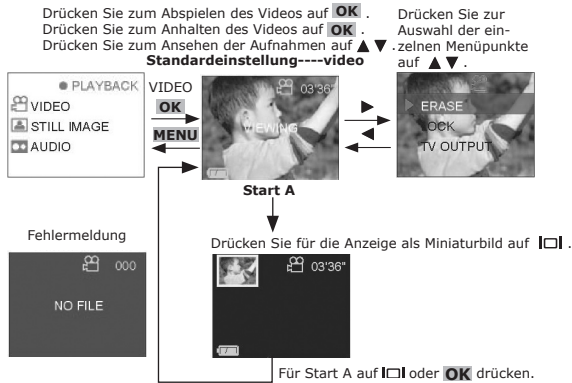 Drücken Sie zum Abspielen des Videos auf OK .
Drücken Sie zum Anhalten des Videos auf OK .
Drücken Sie zum Ansehen der Aufnahmen auf ▲ ▼ .
Drücken Sie zur
Auswahl der ein-
zelnen Menüpunkte
auf ▲ ▼ .
Standardeinstellung----video
PLAYBACK
VIDEO
STILL IMAGE
AUDIO
VIDEO
OK
MENU
03'36"
VIEWING
Start A
ERASE
LOCK
TV OUTPUT
Fehlermeldung
000
NO FILE
Drücken Sie für die Anzeige als Miniaturbild auf .
03'36"
Für Start A auf oder OK drücken.